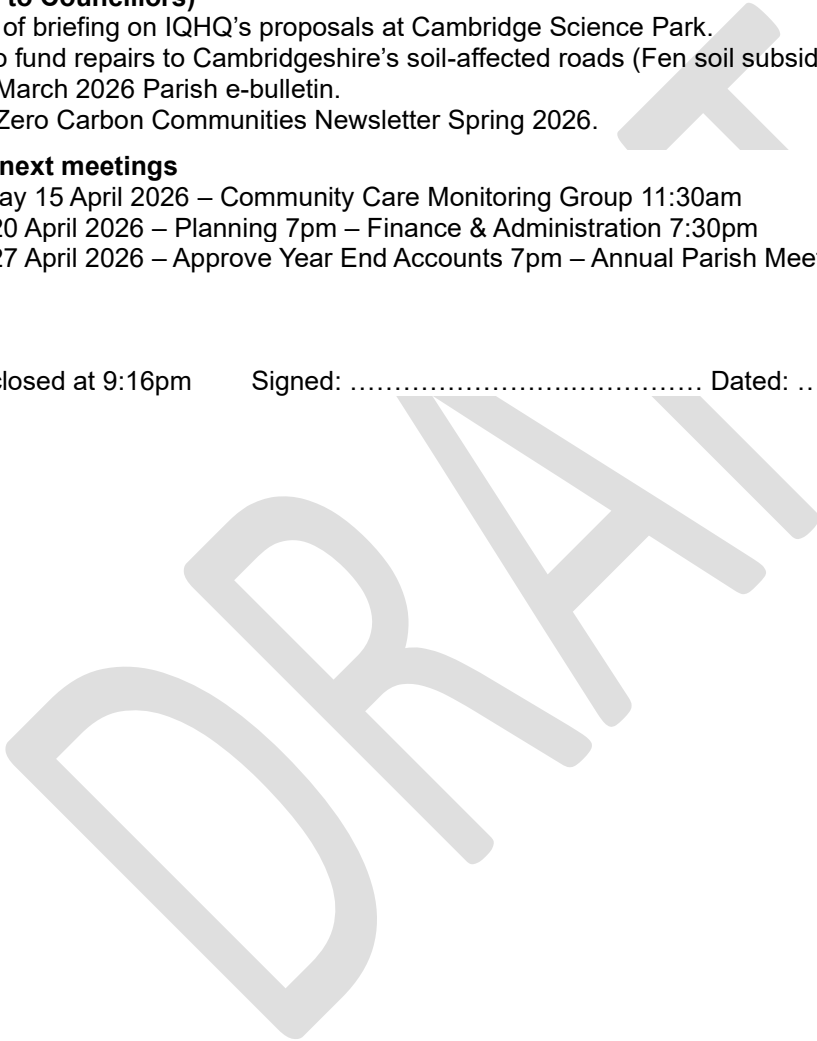 to Councillors)
of briefing on IQHQ's proposals at Cambridge Science Park.
o fund repairs to Cambridgeshire's soil-affected roads (Fen soil subsid
March 2026 Parish e-bulletin.
Zero Carbon Communities Newsletter Spring 2026.
next meetings
ay 15 April 2026 – Community Care Monitoring Group 11:30am
20 April 2026 – Planning 7pm – Finance & Administration 7:30pm
27 April 2026 – Approve Year End Accounts 7pm – Annual Parish Meet
closed at 9:16pm Signed: …………………………………… Dated: ..
DRAFT